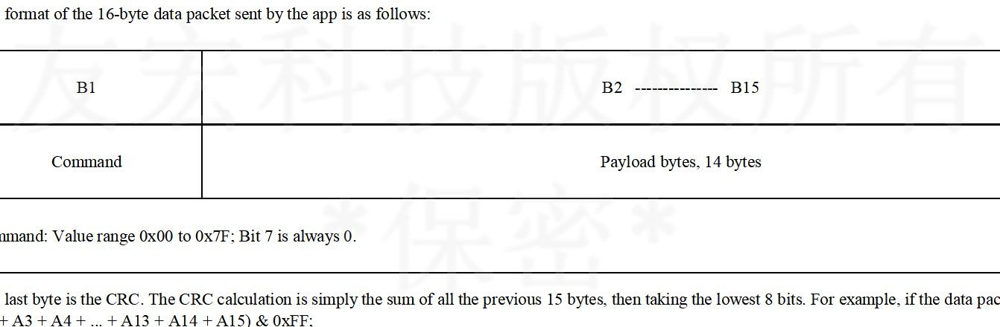 format of the 16-byte data packet sent by the app is as follows:
友宏科技版权所有
B1 B2 --------------- B15
Command Payload bytes, 14 bytes
*保密*
mmand: Value range 0x00 to 0x7F; Bit 7 is always 0.
last byte is the CRC. The CRC calculation is simply the sum of all the previous 15 bytes, then taking the lowest 8 bits. For example, if the data pac
+ A3 + A4 + ... + A13 + A14 + A15) & 0xFF;